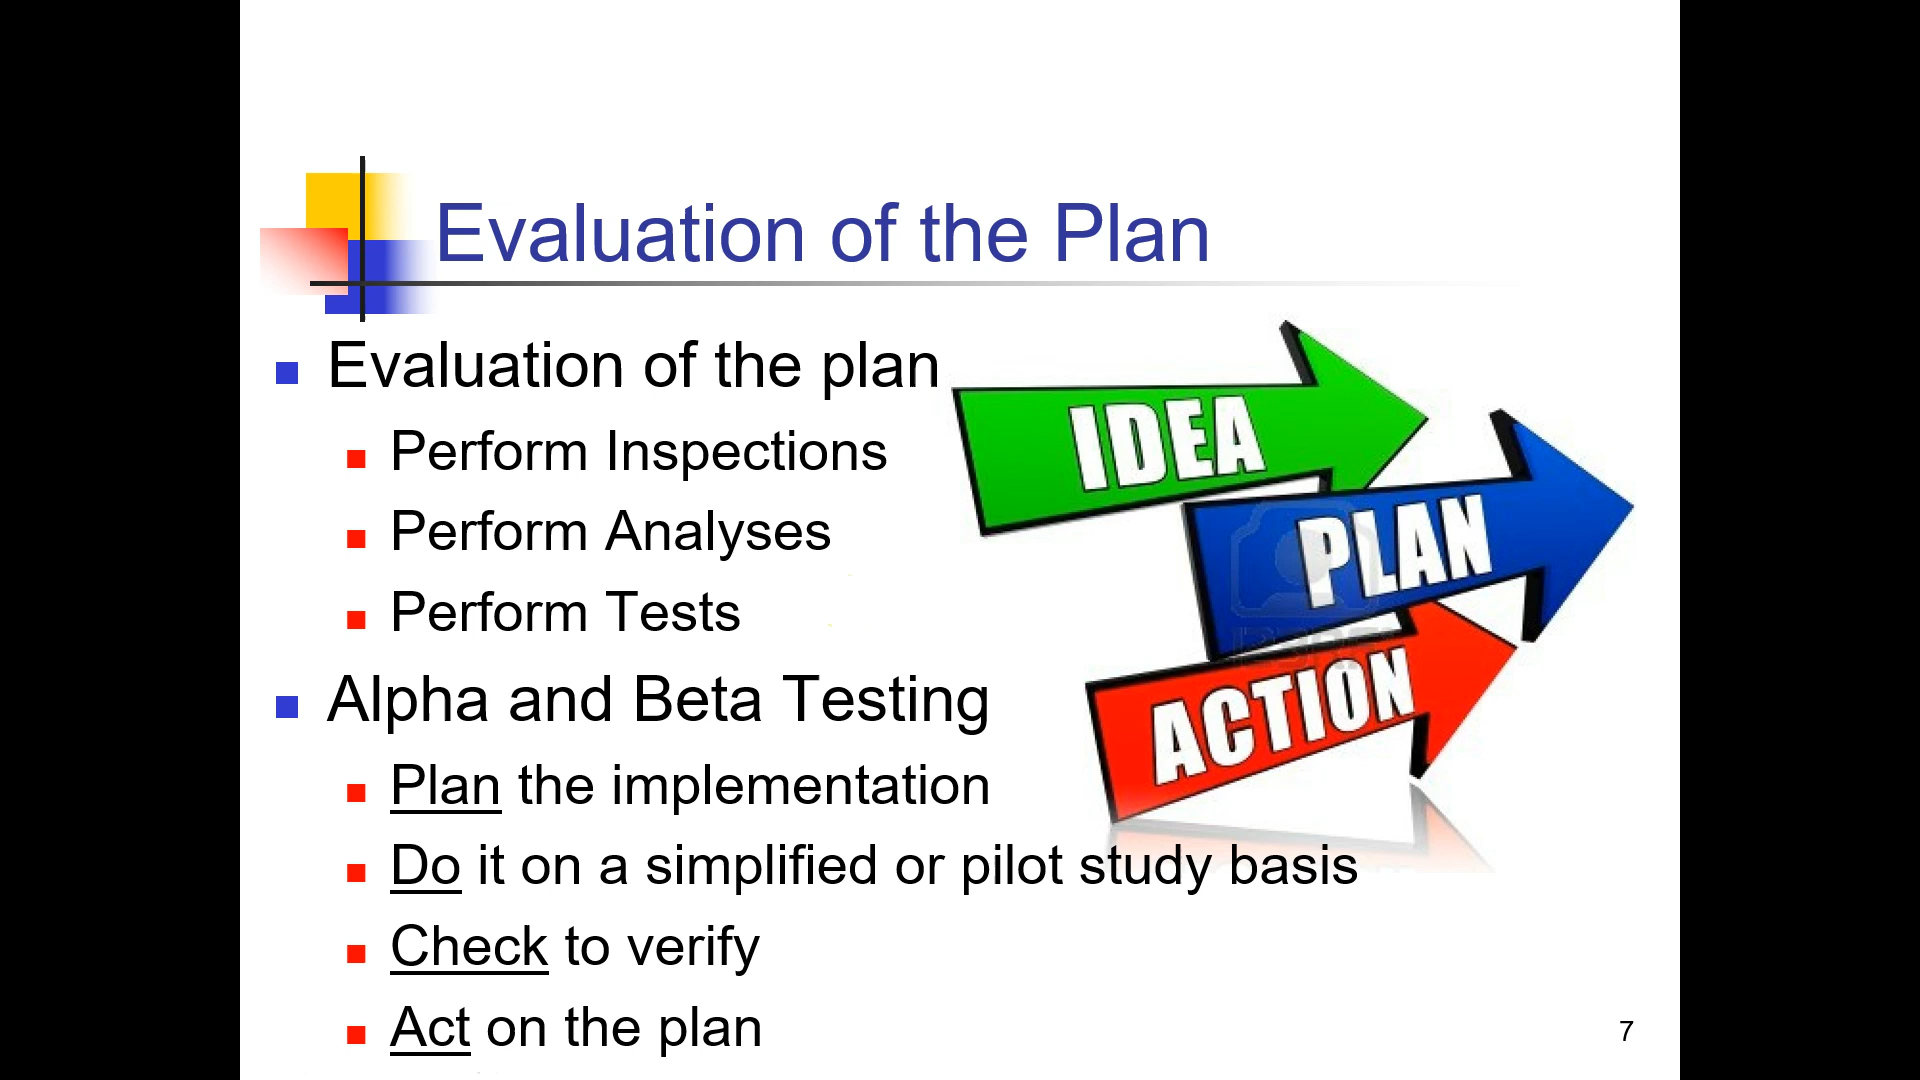 Evaluation of the Plan
Evaluation of the plan
Perform Inspections
Perform Analyses
Perform Tests
Alpha and Beta Testing
Plan the implementation
Do it on a simplified or pilot study basis
Check to verify
Act on the plan
IDEA
PLAN
ACTION
7